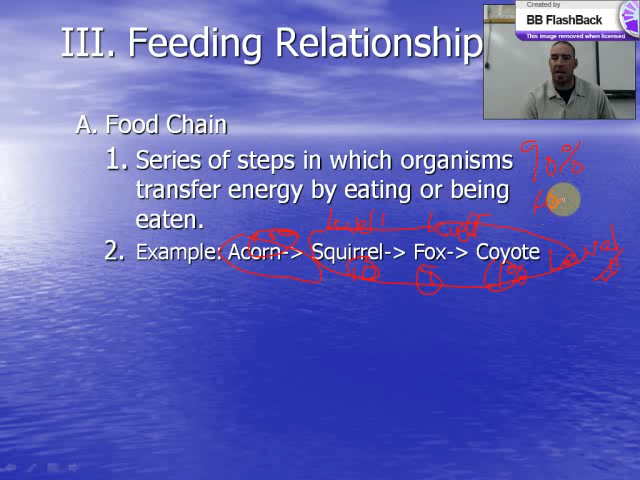 Created by
BB FlashBack
This image removed when licensed
III. Feeding Relationship
A. Food Chain
1. Series of steps in which organisms
transfer energy by eating or being
eaten.
90%
2. Example: Acorn-> Squirrel-> Fox-> Coyote